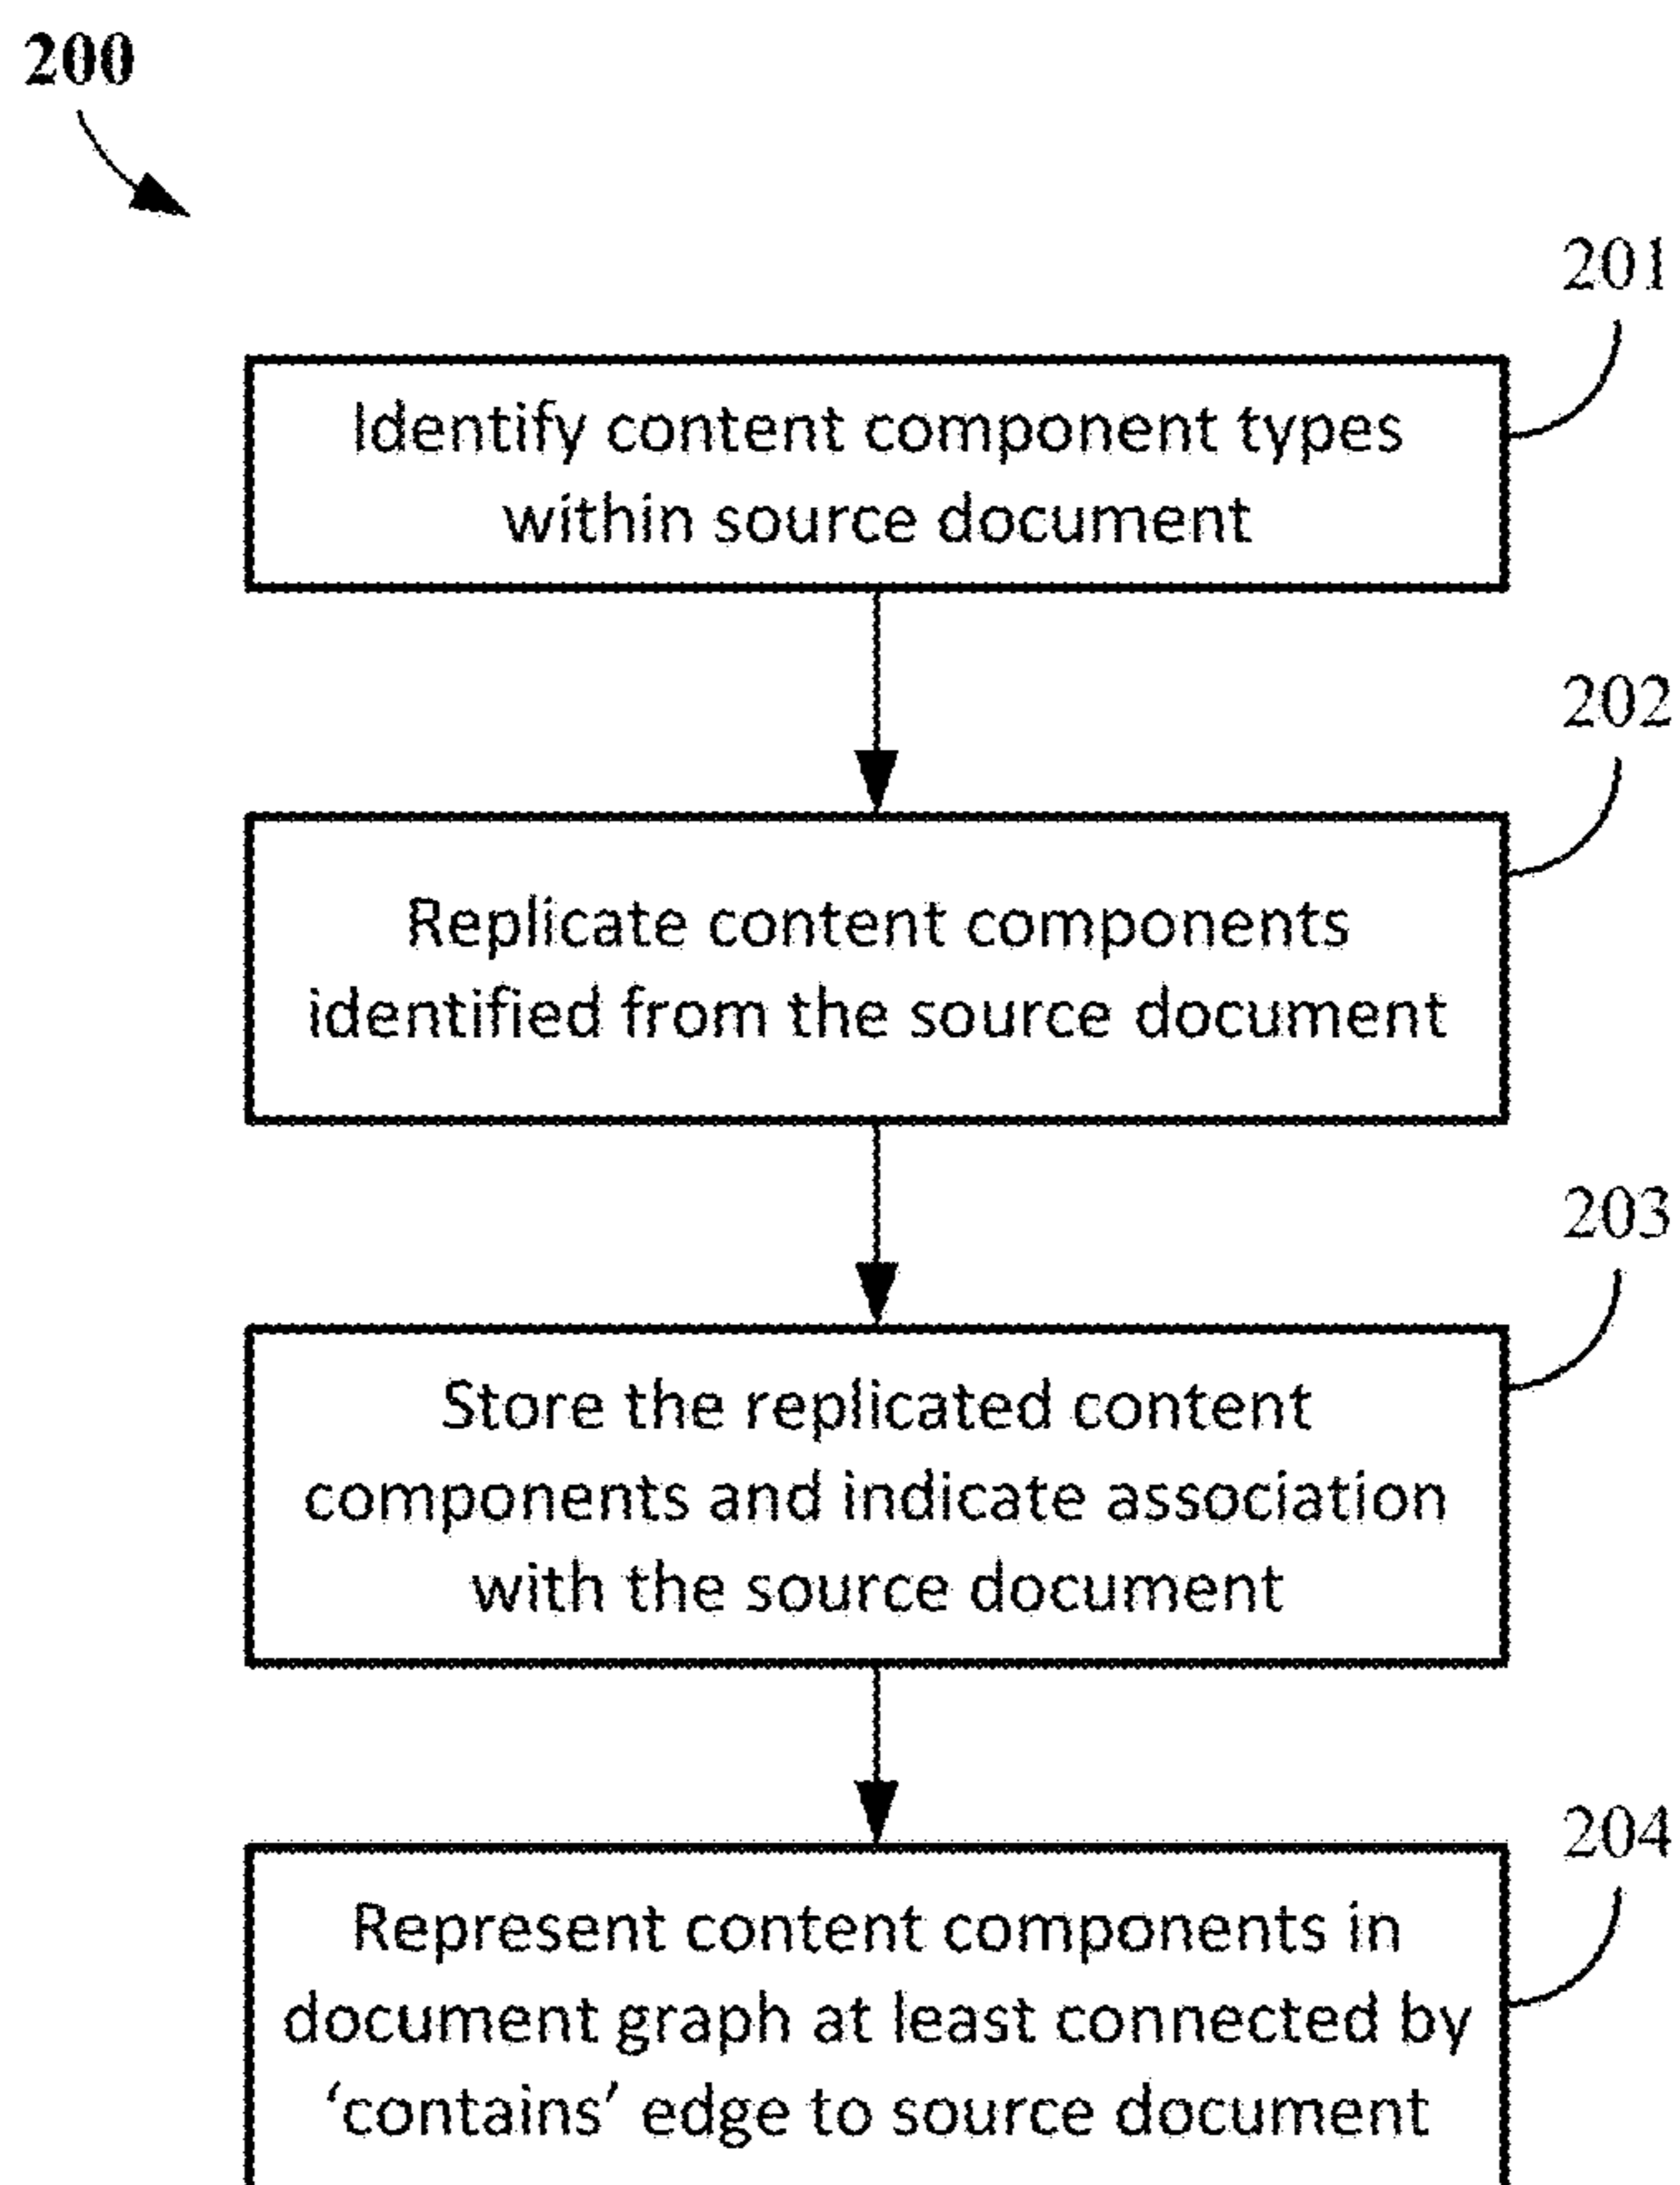 200
201
Identify content component types
within source document
202
Replicate content components
identified from the source document
203
Store the replicated content
components and indicate association
with the source document
204
Represent content components in
document graph at least connected by
‘contains’ edge to source document